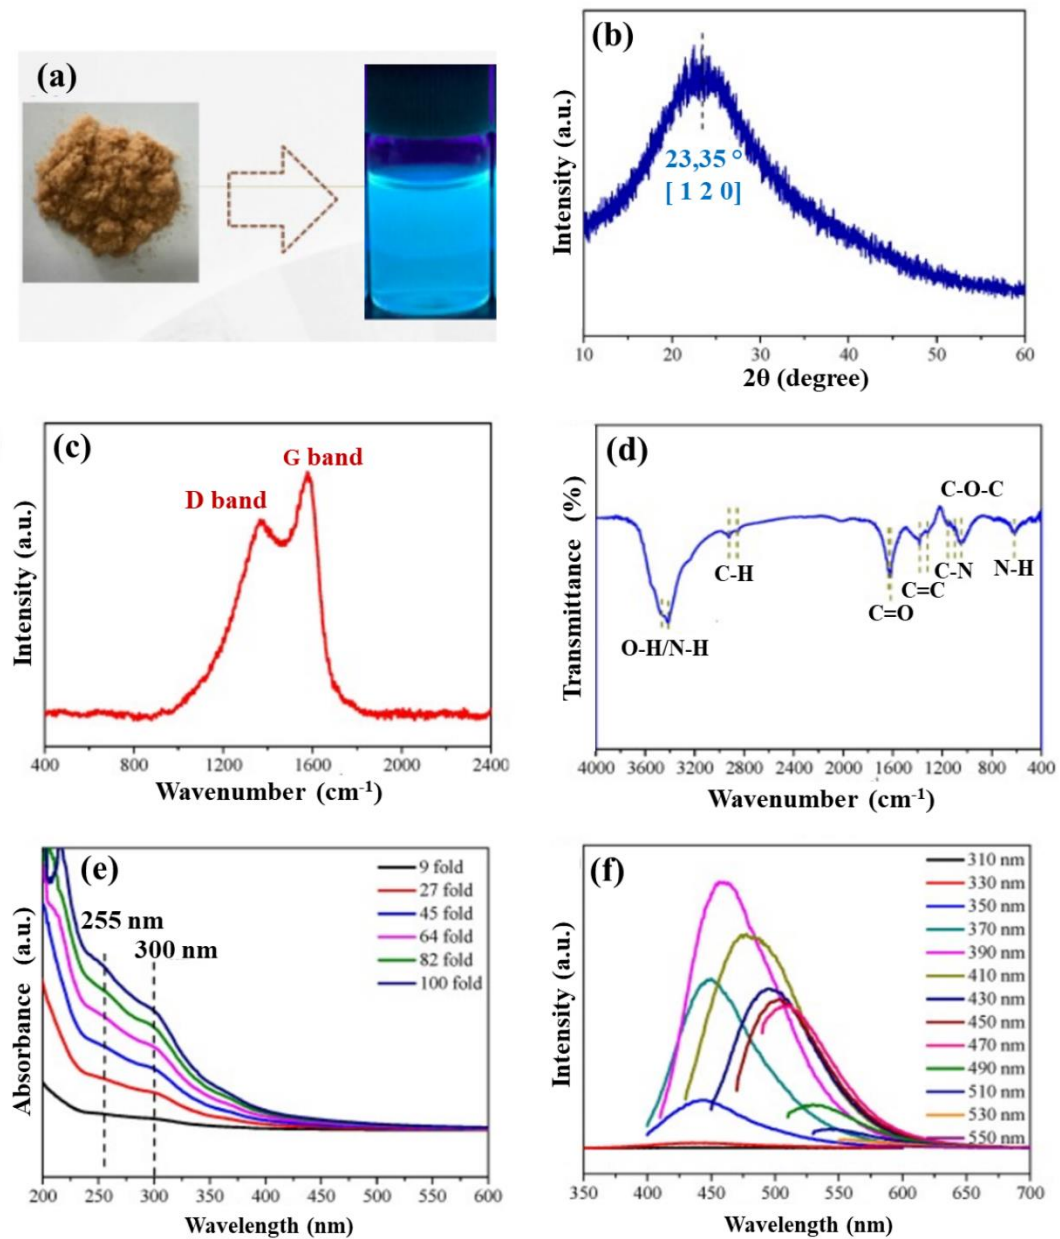 (a)
(b)
23,35 °
[ 1 2 0]
Intensity (a.u.)
10 20 30 40 50 60
2θ (degree)
(c)
G band
D band
Intensity (a.u.)
400 800 1200 1600 2000 2400
Wavenumber (cm-1)
(d)
C-O-C
C-H
C-N
N-H
C=C
C=O
O-H/N-H
Transmittance (%)
4000 3600 3200 2800 2400 2000 1600 1200 800 400
Wavenumber (cm-1)
(e)
9 fold
27 fold
45 fold
64 fold
82 fold
100 fold
255 nm
300 nm
Absorbance (a.u.)
200 250 300 350 400 450 500 550 600
Wavelength (nm)
(f)
310 nm
330 nm
350 nm
370 nm
390 nm
410 nm
430 nm
450 nm
470 nm
490 nm
510 nm
530 nm
550 nm
Intensity (a.u.)
350 400 450 500 550 600 650 700
Wavelength (nm)